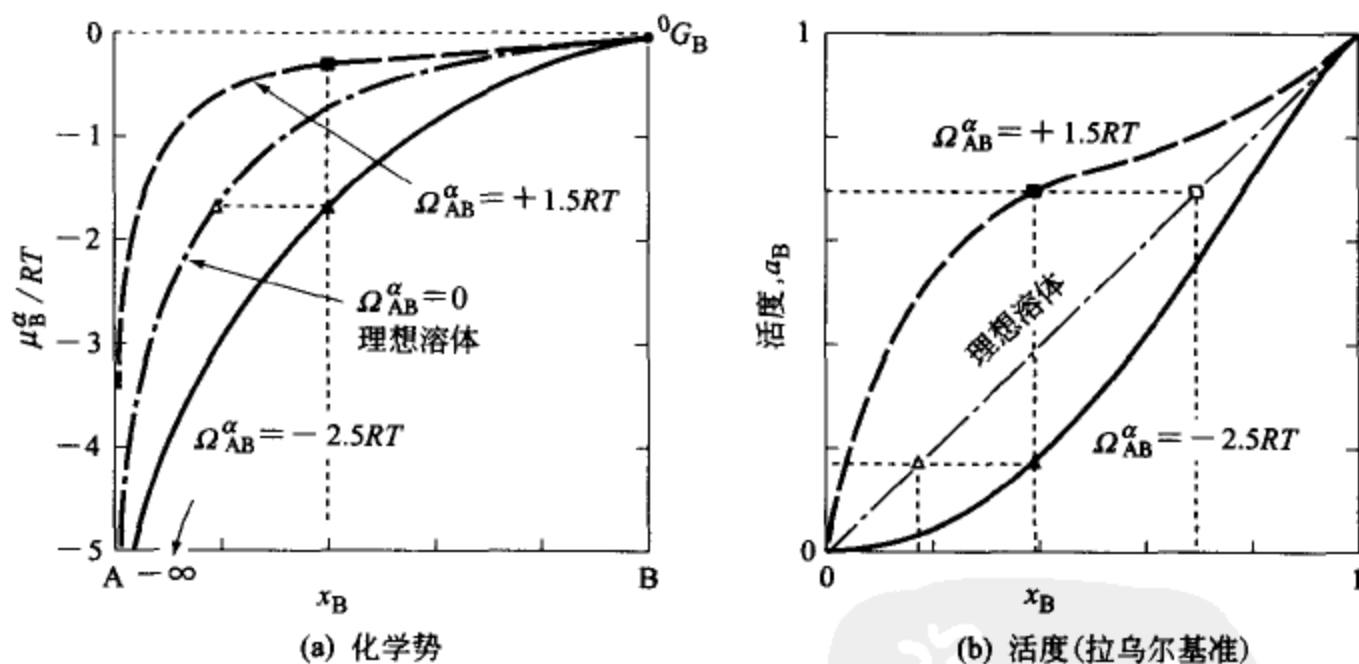 0
⁰G_B
−1
Ω^α_AB=+1.5RT
−2
Ω^α_AB=0
理想溶体
−3
−4
Ω^α_AB=−2.5RT
−5
A
−∞
B
μ^α_B/RT
x_B
(a) 化学势
1
Ω^α_AB=+1.5RT
理想溶体
Ω^α_AB=−2.5RT
0
0
1
活度,a_B
x_B
(b) 活度(拉乌尔基准)